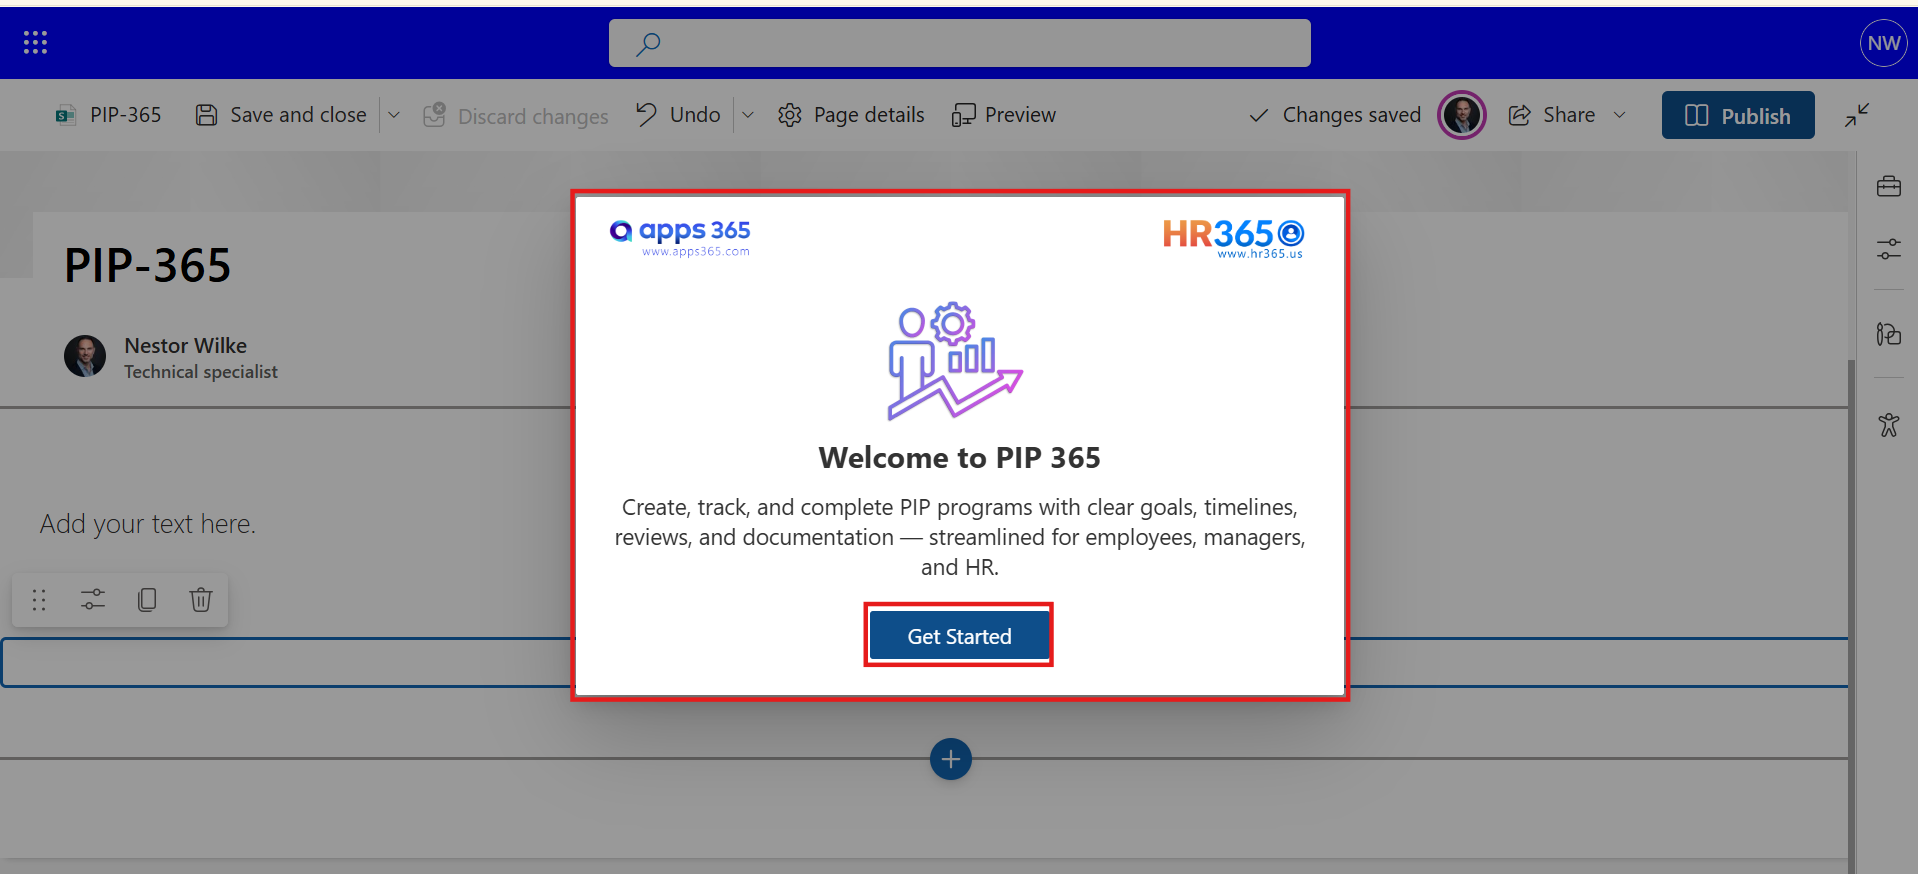 NW
PIP-365
Save and close
Discard changes
Undo
Page details
Preview
Changes saved
Share
Publish
PIP-365
Nestor Wilke
Technical specialist
Add your text here.
apps 365
www.apps365.com
HR365
www.hr365.us
Welcome to PIP 365
Create, track, and complete PIP programs with clear goals, timelines,
reviews, and documentation — streamlined for employees, managers,
and HR.
Get Started